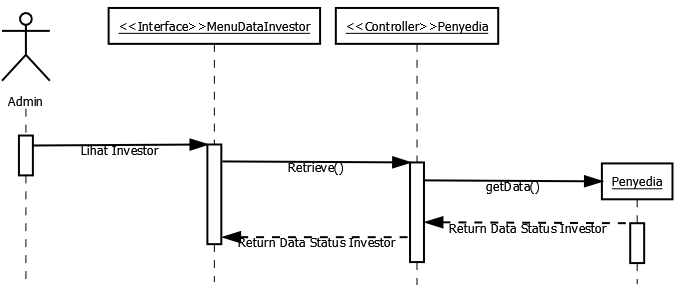 <<Interface>>MenuDataInvestor
<<Controller>>Penyedia
Admin
Lihat Investor
Retrieve()
getData()
Penyedia
Return Data Status Investor
Return Data Status Investor